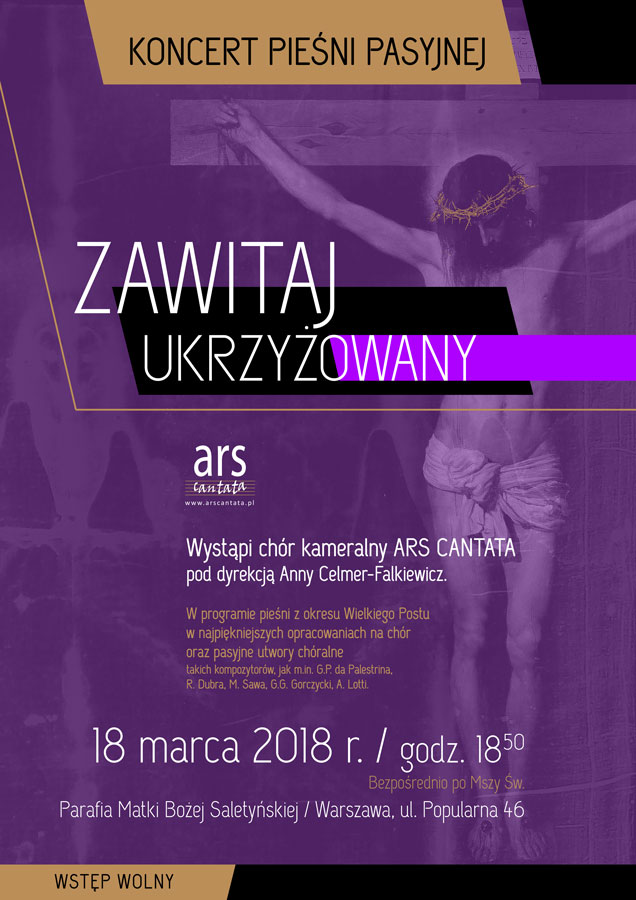 KONCERT PIEŚNI PASYJNEJ
ZAWITAJ
UKRZYŻOWANY
ars
cantata
www.arscantata.pl
Wystąpi chór kameralny ARS CANTATA
pod dyrekcją Anny Celmer-Falkiewicz.
W programie pieśni z okresu Wielkiego Postu
w najpiękniejszych opracowaniach na chór
oraz pasyjne utwory chóralne
takich kompozytorów, jak m.in. G.P. da Palestrina,
R. Dubra, M. Sawa, G.G. Gorczycki, A. Lotti.
18 marca 2018 r. / godz. 18⁵⁰
Bezpośrednio po Mszy Św.
Parafia Matki Bożej Saletyńskiej / Warszawa, ul. Popularna 46
WSTĘP WOLNY